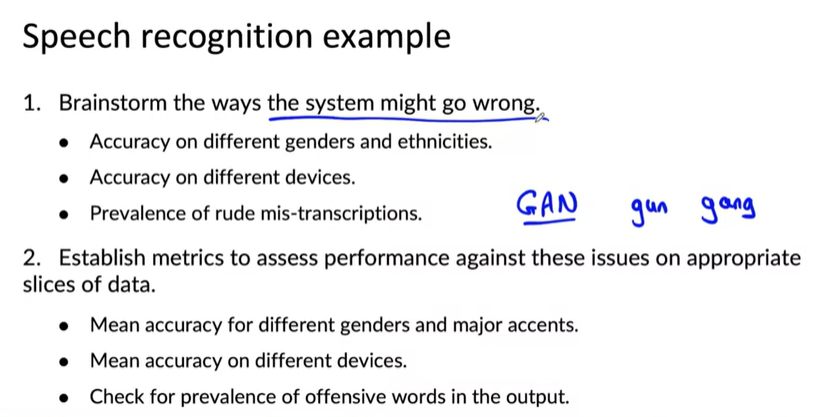 Speech recognition example
1. Brainstorm the ways the system might go wrong.
● Accuracy on different genders and ethnicities.
● Accuracy on different devices.
● Prevalence of rude mis-transcriptions. GAN gun gang
2. Establish metrics to assess performance against these issues on appropriate
slices of data.
● Mean accuracy for different genders and major accents.
● Mean accuracy on different devices.
● Check for prevalence of offensive words in the output.